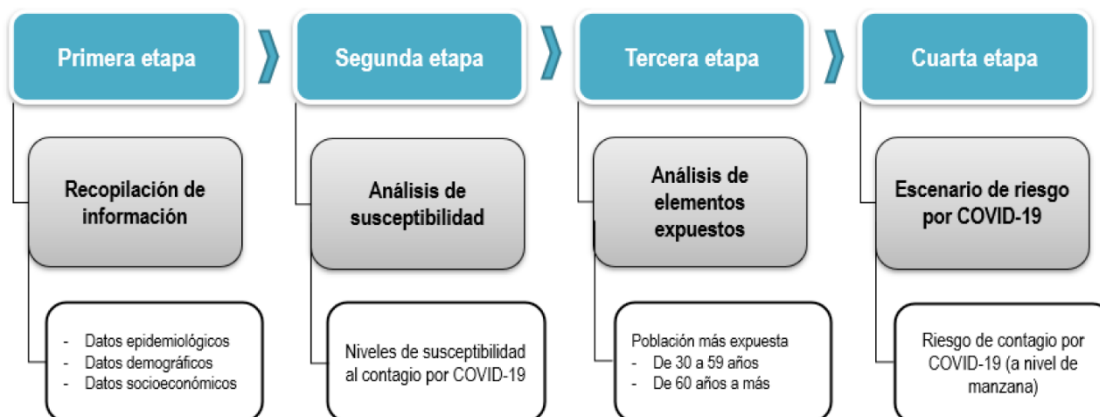 Primera etapa
Segunda etapa
Tercera etapa
Cuarta etapa
Recopilación de
información
Análisis de
susceptibilidad
Análisis de
elementos
expuestos
Escenario de riesgo
por COVID-19
- Datos epidemiológicos
- Datos demográficos
- Datos socioeconómicos
Niveles de susceptibilidad
al contagio por COVID-19
Población más expuesta
- De 30 a 59 años
- De 60 años a más
Riesgo de contagio por
COVID-19 (a nivel de
manzana)